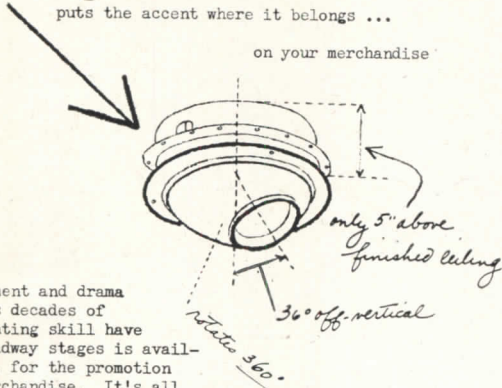 puts the accent where it belongs ...
on your merchandise
only 5" above
finished ceiling
36° off-vertical
rotates 360°
ment and drama
s decades of
ting skill have
dway stages is avail-
for the promotion
rchandise. It's all